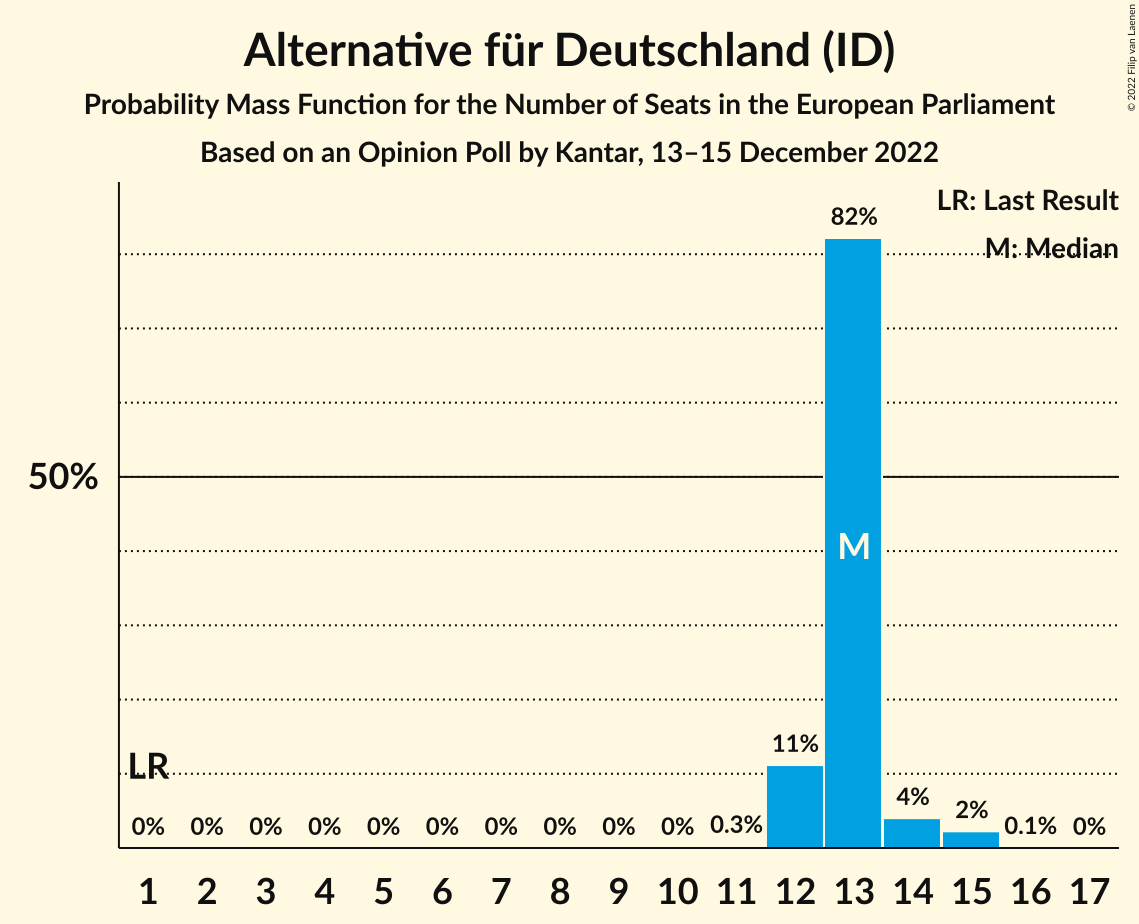 Alternative für Deutschland (ID)
Probability Mass Function for the Number of Seats in the European Parliament
Based on an Opinion Poll by Kantar, 13–15 December 2022
© 2022 Filip van Laenen
LR: Last Result
M: Median
82%
50%
M
11%
LR
4%
2%
0% 0% 0% 0% 0% 0% 0% 0% 0% 0% 0.3% 0.1% 0%
1 2 3 4 5 6 7 8 9 10 11 12 13 14 15 16 17